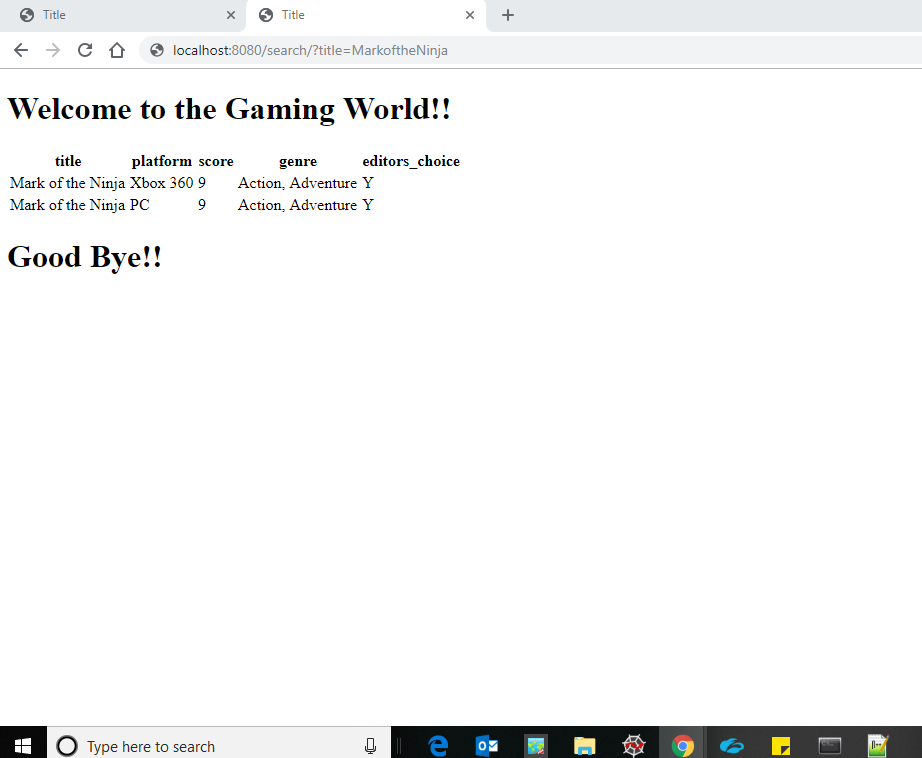 Title Title
localhost:8080/search/?title=MarkoftheNinja
Welcome to the Gaming World!!
title platform score genre editors_choice
Mark of the Ninja Xbox 360 9 Action, Adventure Y
Mark of the Ninja PC 9 Action, Adventure Y
Good Bye!!
Type here to search